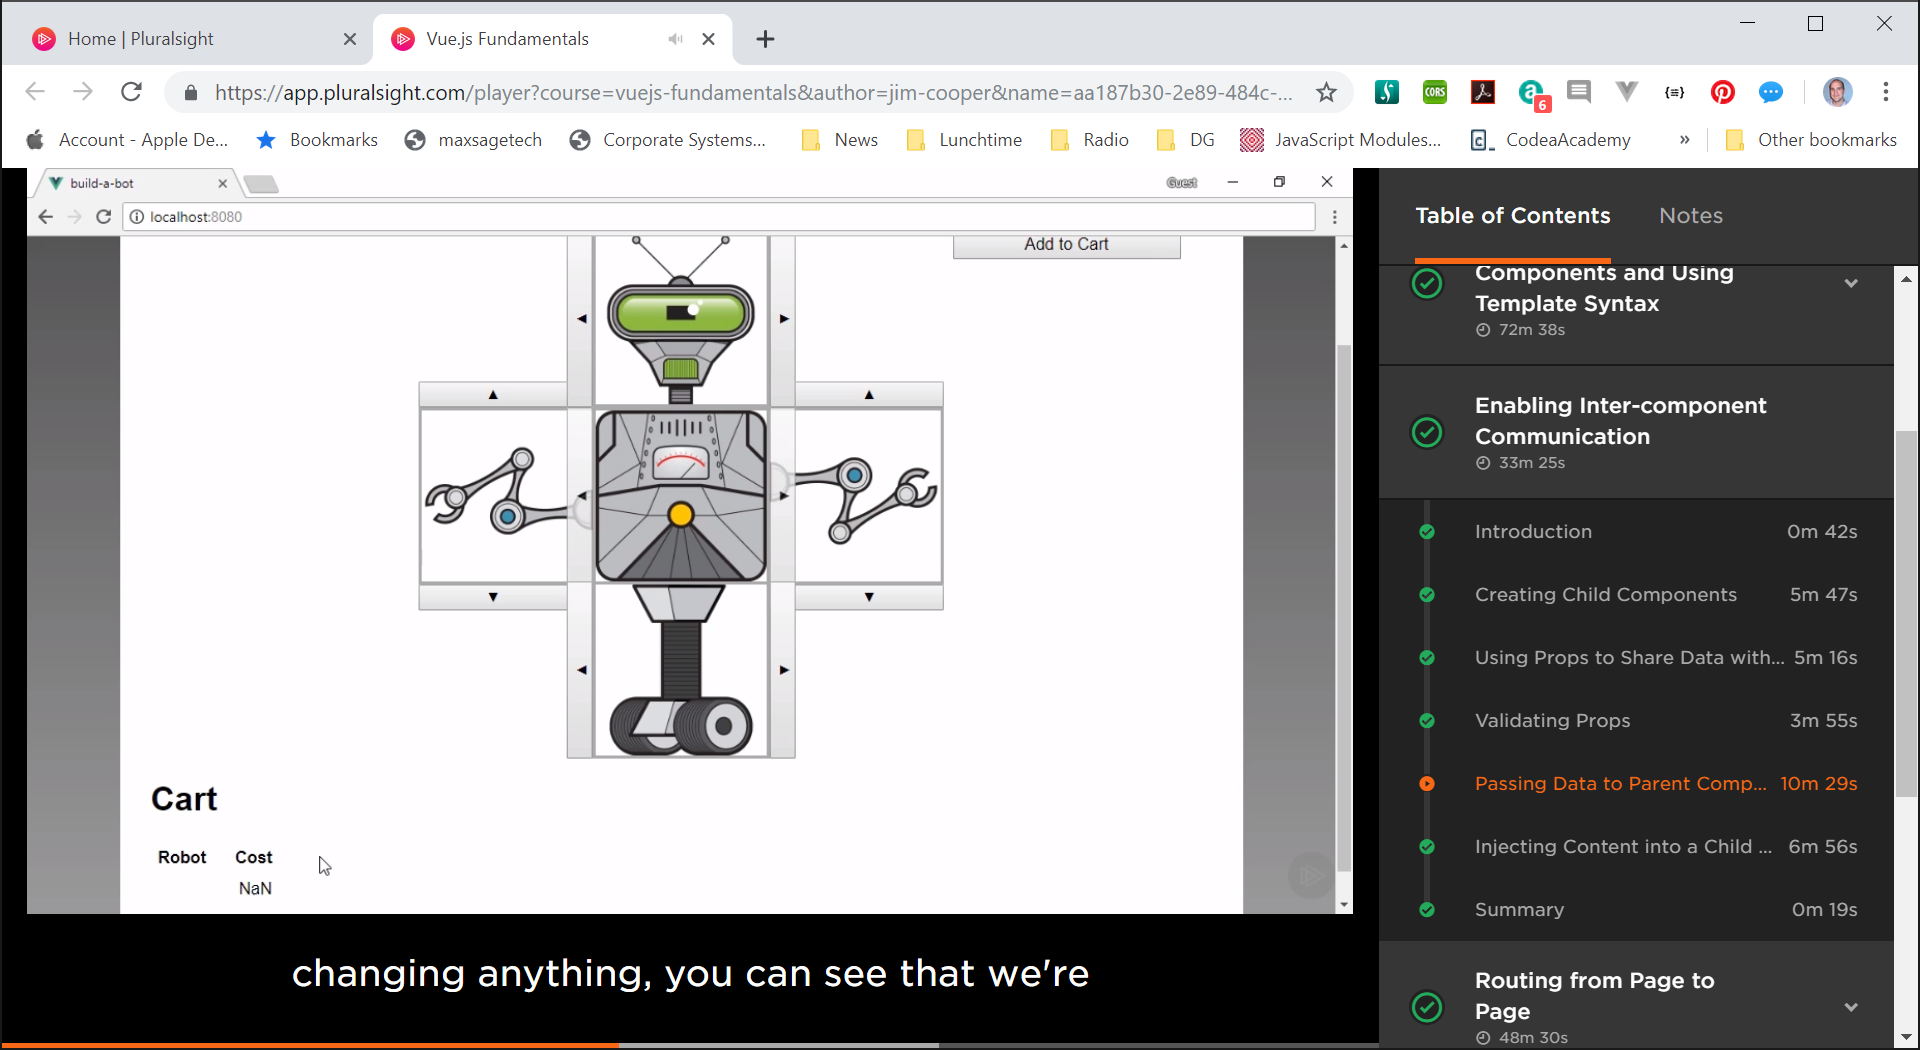 Home | Pluralsight
Vue.js Fundamentals
https://app.pluralsight.com/player?course=vuejs-fundamentals&author=jim-cooper&name=aa187b30-2e89-484c-...
CORS
6
{≡}
Account - Apple De...
Bookmarks
maxsagetech
Corporate Systems...
News
Lunchtime
Radio
DG
JavaScript Modules...
CodeaAcademy
»
Other bookmarks
build-a-bot
Guest
localhost:8080
Add to Cart
Cart
Robot Cost
NaN
changing anything, you can see that we're
Table of Contents
Notes
Components and Using
Template Syntax
72m 38s
Enabling Inter-component
Communication
33m 25s
Introduction 0m 42s
Creating Child Components 5m 47s
Using Props to Share Data with... 5m 16s
Validating Props 3m 55s
Passing Data to Parent Comp... 10m 29s
Injecting Content into a Child ... 6m 56s
Summary 0m 19s
Routing from Page to
Page
48m 30s